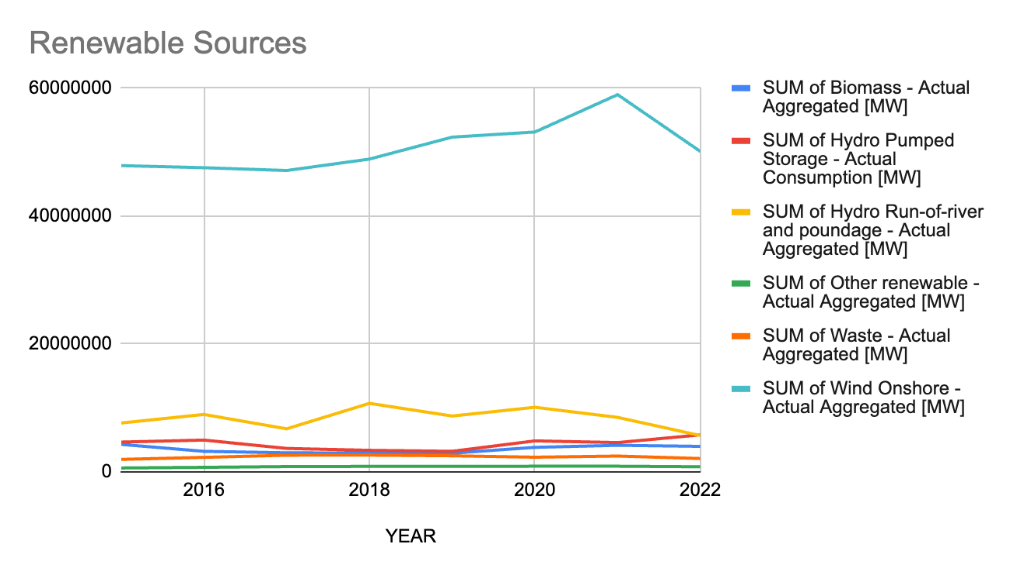 Renewable Sources
60000000
40000000
20000000
0
2016
2018
2020
2022
YEAR
SUM of Biomass - Actual
Aggregated [MW]
SUM of Hydro Pumped
Storage - Actual
Consumption [MW]
SUM of Hydro Run-of-river
and poundage - Actual
Aggregated [MW]
SUM of Other renewable -
Actual Aggregated [MW]
SUM of Waste - Actual
Aggregated [MW]
SUM of Wind Onshore -
Actual Aggregated [MW]